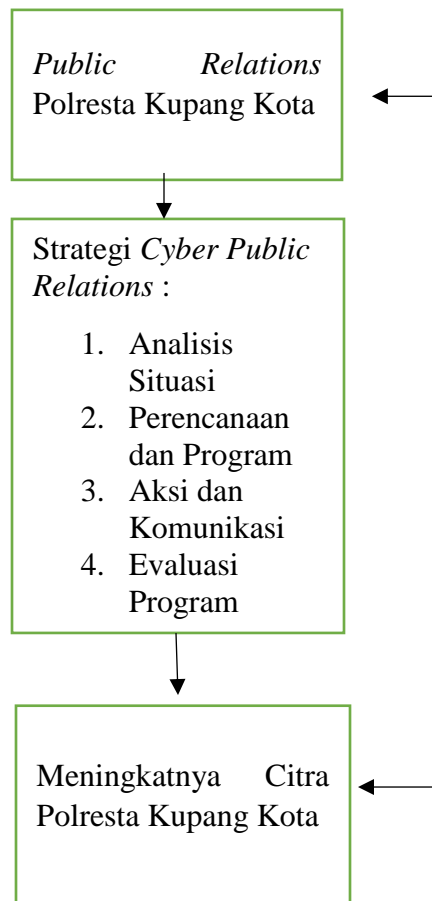 Public Relations
Polresta Kupang Kota
Strategi Cyber Public
Relations :
1. Analisis
Situasi
2. Perencanaan
dan Program
3. Aksi dan
Komunikasi
4. Evaluasi
Program
Meningkatnya Citra
Polresta Kupang Kota